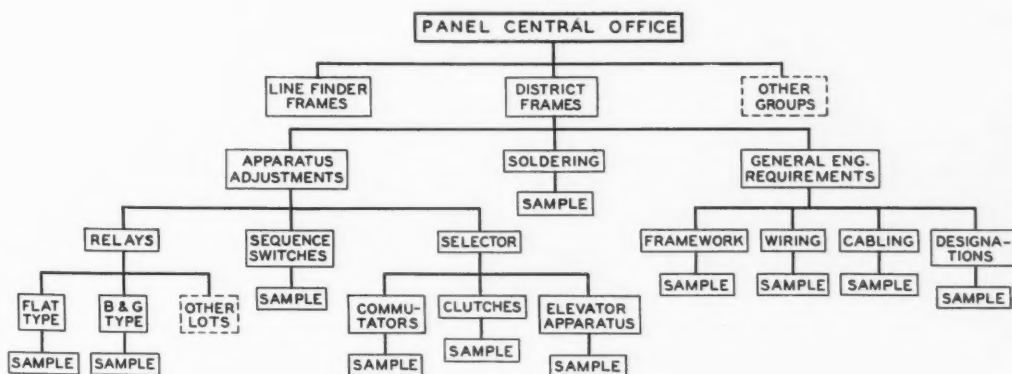 PANEL CENTRAL OFFICE
LINE FINDER
FRAMES
DISTRICT
FRAMES
OTHER
GROUPS
APPARATUS
ADJUSTMENTS
SOLDERING
SAMPLE
GENERAL ENG.
REQUIREMENTS
RELAYS
SEQUENCE
SWITCHES
SAMPLE
SELECTOR
FRAMEWORK
SAMPLE
WIRING
SAMPLE
CABLING
SAMPLE
DESIGNA-
TIONS
SAMPLE
FLAT
TYPE
SAMPLE
B & G
TYPE
SAMPLE
OTHER
LOTS
COMMU-
TATORS
SAMPLE
CLUTCHES
SAMPLE
ELEVATOR
APPARATUS
SAMPLE